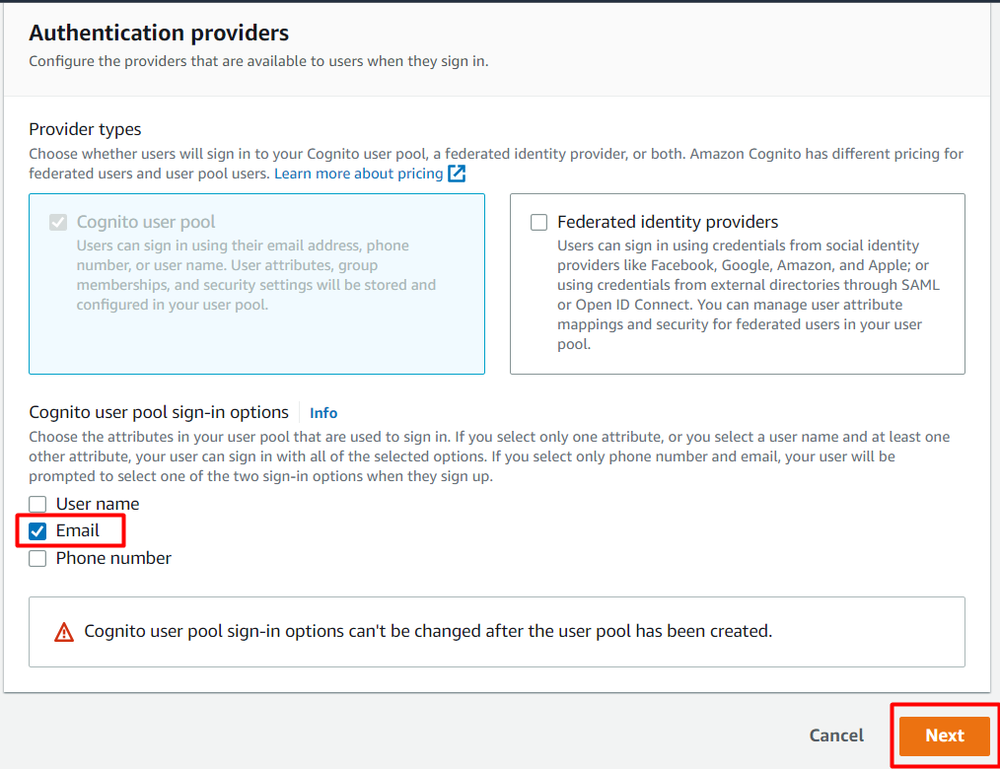 Authentication providers
Configure the providers that are available to users when they sign in.
Provider types
Choose whether users will sign in to your Cognito user pool, a federated identity provider, or both. Amazon Cognito has different pricing for
federated users and user pool users. Learn more about pricing
Cognito user pool
Users can sign in using their email address, phone
number, or user name. User attributes, group
memberships, and security settings will be stored and
configured in your user pool.
Federated identity providers
Users can sign in using credentials from social identity
providers like Facebook, Google, Amazon, and Apple; or
using credentials from external directories through SAML
or Open ID Connect. You can manage user attribute
mappings and security for federated users in your user
pool.
Cognito user pool sign-in options Info
Choose the attributes in your user pool that are used to sign in. If you select only one attribute, or you select a user name and at least one
other attribute, your user can sign in with all of the selected options. If you select only phone number and email, your user will be
prompted to select one of the two sign-in options when they sign up.
User name
Email
Phone number
Cognito user pool sign-in options can't be changed after the user pool has been created.
Cancel Next